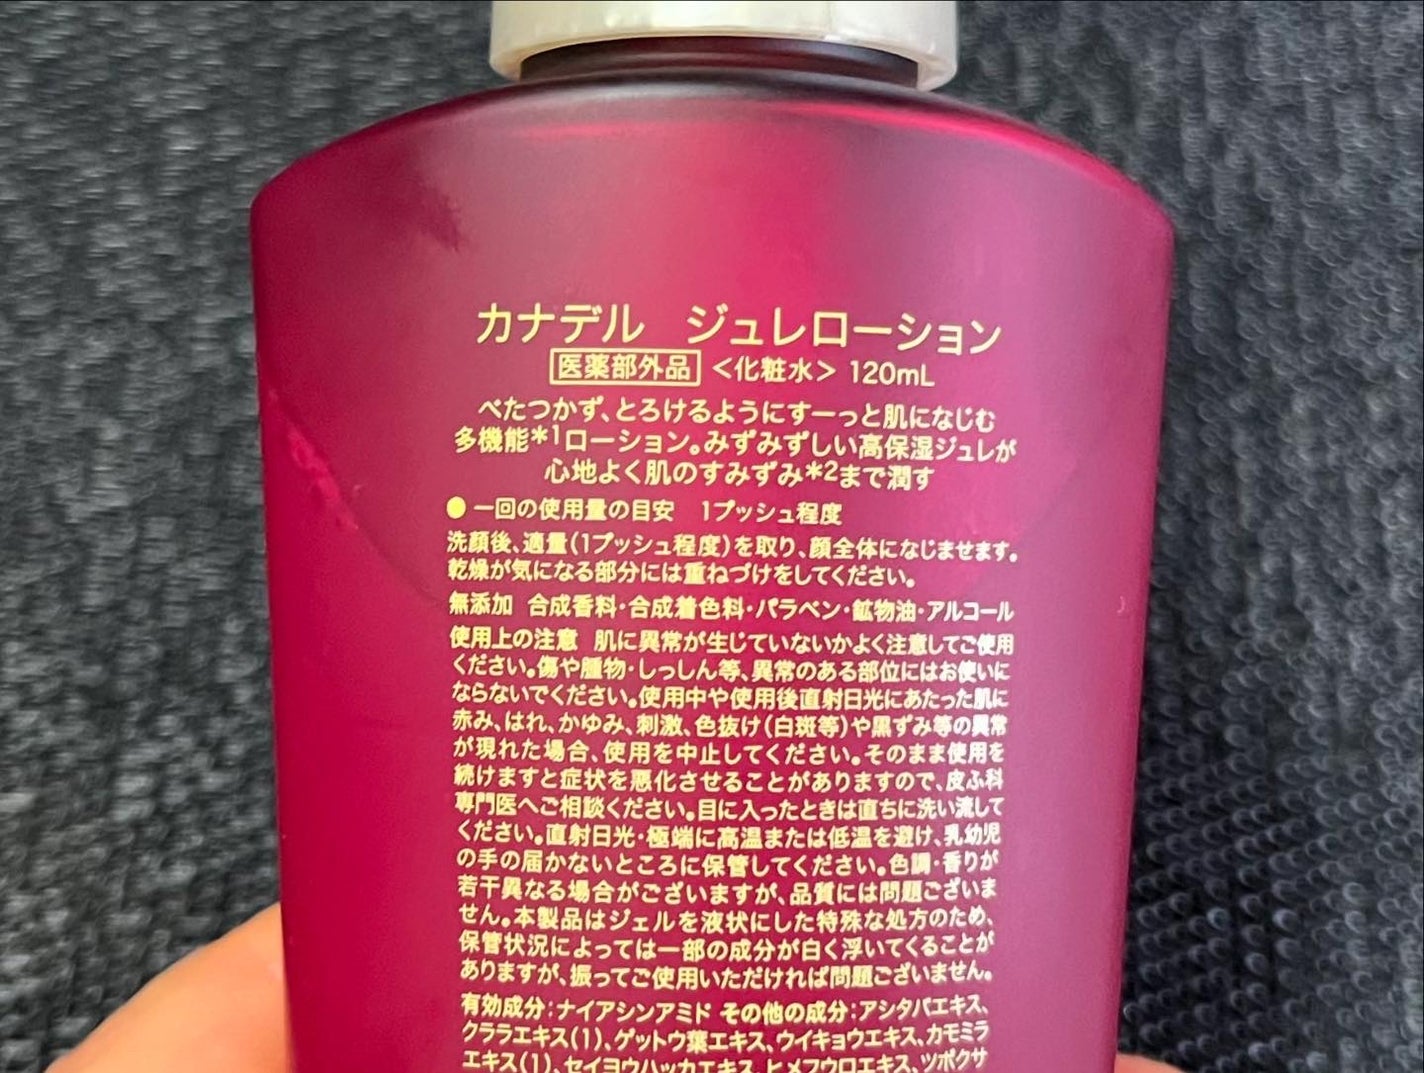 カナデル ジュレローション
医薬部外品 <化粧水> 120mL
べたつかず、とろけるようにすーっと肌になじむ
多機能*1ローション。みずみずしい高保湿ジュレが
心地よく肌のすみずみ*2まで潤す
●一回の使用量の目安 1プッシュ程度
洗顔後、適量(1プッシュ程度)を取り、顔全体になじませます。
乾燥が気になる部分には重ねづけをしてください。
無添加 合成香料・合成着色料・パラベン・鉱物油・アルコール
使用上の注意 肌に異常が生じていないかよく注意してご使用
ください。傷や腫物・しっしん等、異常のある部位にはお使いに
ならないでください。使用中や使用後直射日光にあたった肌に
赤み、はれ、かゆみ、刺激、色抜け(白斑等)や黒ずみ等の異常
が現れた場合、使用を中止してください。そのまま使用を
続けますと症状を悪化させることがありますので、皮ふ科
専門医へご相談ください。目に入ったときは直ちに洗い流して
ください。直射日光・極端に高温または低温を避け、乳幼児
の手の届かないところに保管してください。色調・香りが
若干異なる場合がございますが、品質には問題ございま
せん。本製品はジェルを液状にした特殊な処方のため、
保管状況によっては一部の成分が白く浮いてくることが
ありますが、振ってご使用いただければ問題ございません。
有効成分:ナイアシンアミド その他の成分:アシタバエキス、
クララエキス(1)、ゲットウ葉エキス、ウイキョウエキス、カモミラ
エキス(1)、セイヨウハッカエキス、ヒメフウロエキス、ツボクサ